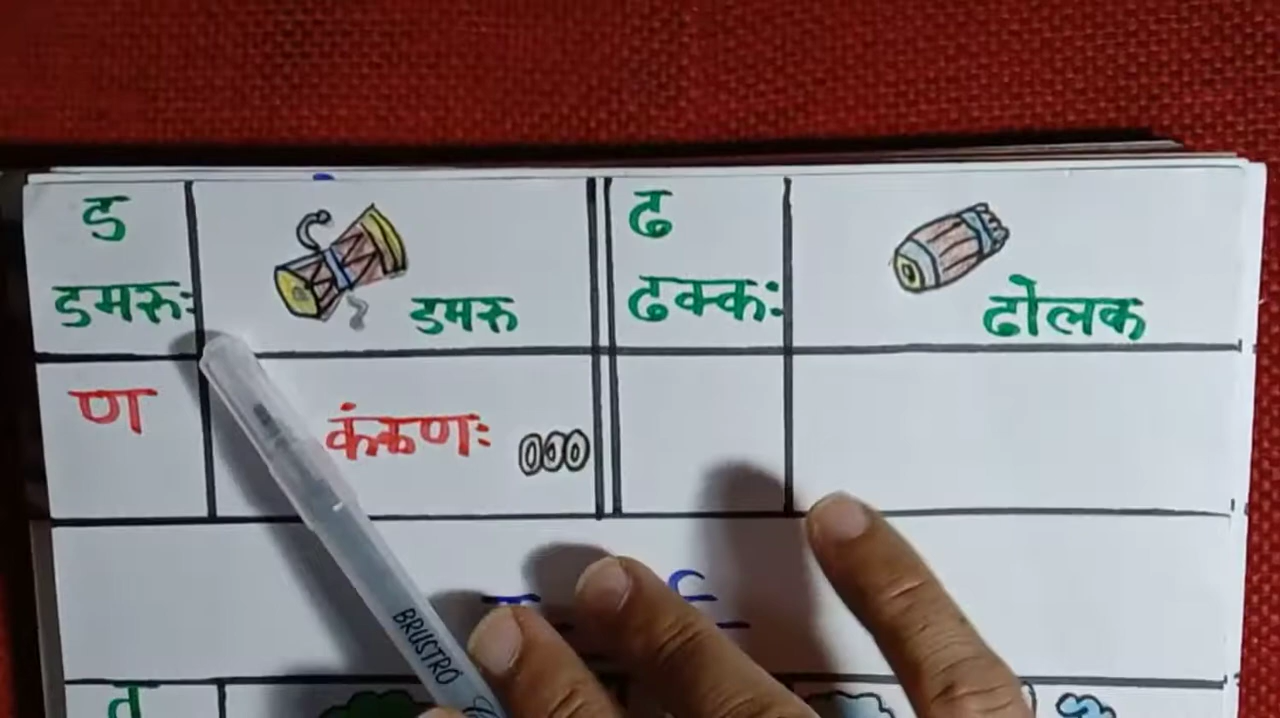 ड
डमरुः
डमरु
ढ
ढक्कः
ढोलक
ण
कंकणः
BRUSTRO
त